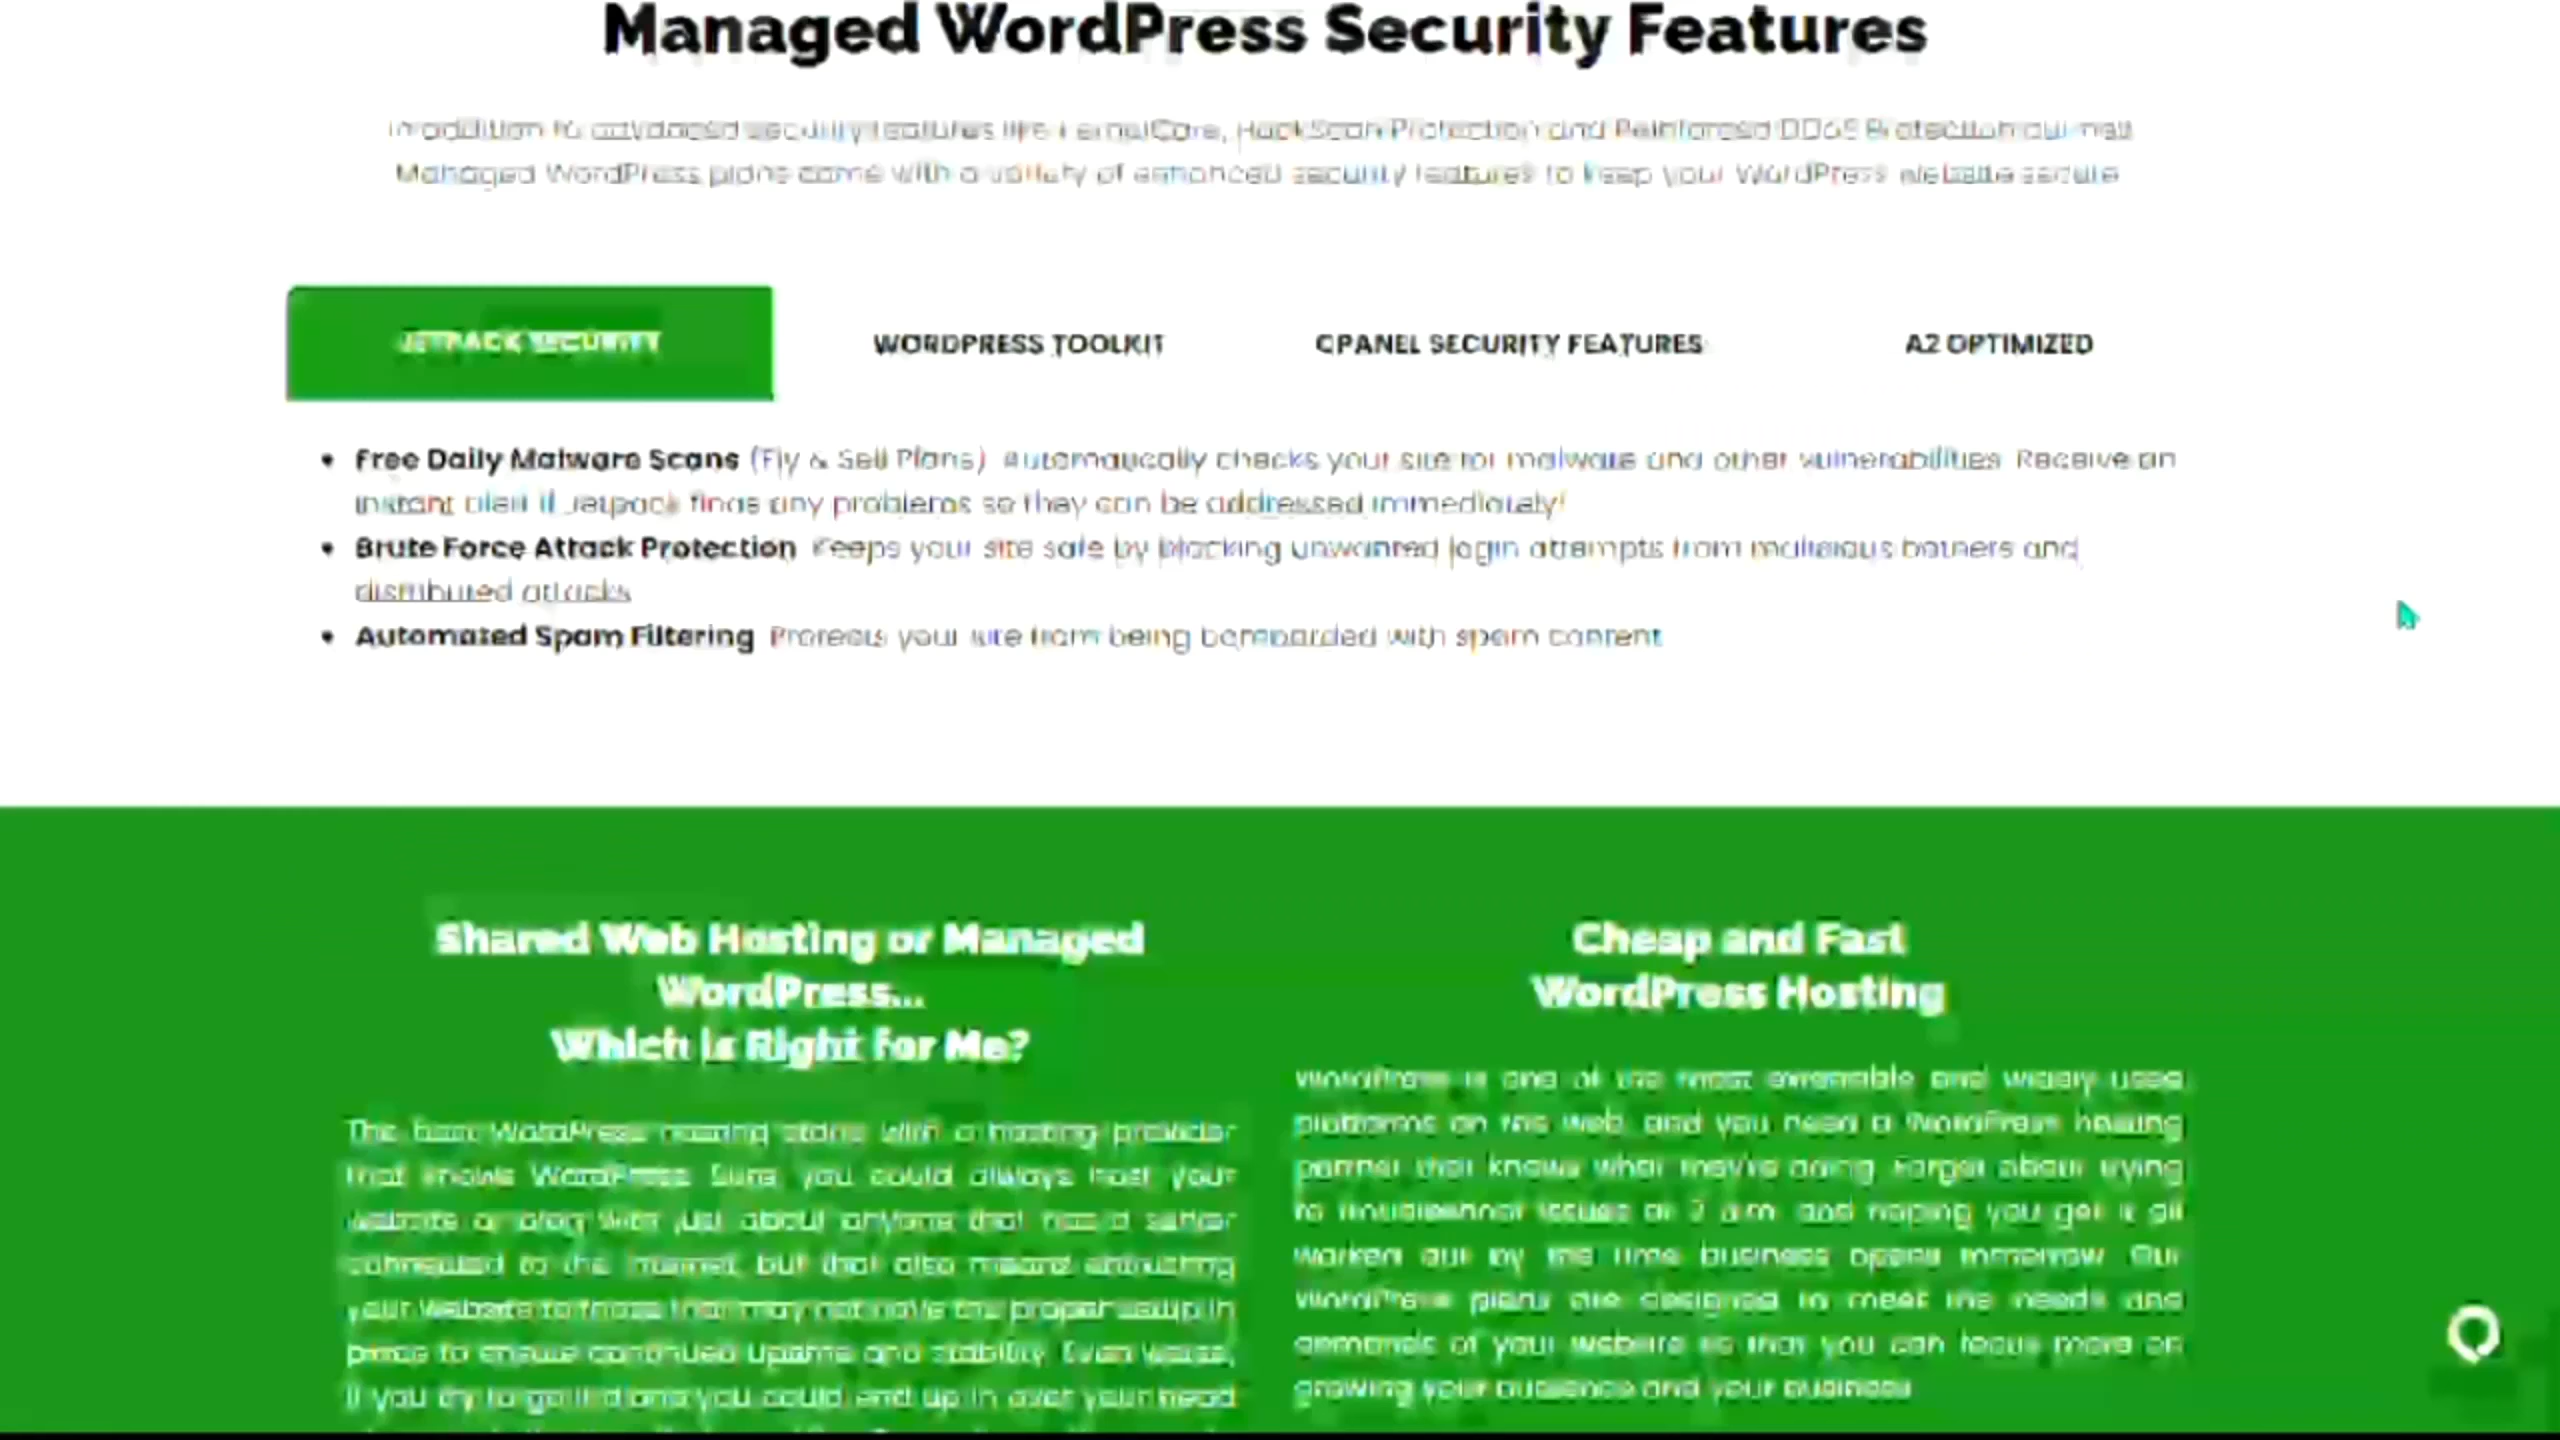 Managed WordPress Security Features
In addition to advanced security features like KernelCare, HackScan Protection and Reinforced DDoS Protection our
Managed WordPress plans come with a variety of enhanced security features to keep your WordPress website secure
JETPACK SECURITY
WORDPRESS TOOLKIT
CPANEL SECURITY FEATURES
A2 OPTIMIZED
• Free Daily Malware Scans (Fly & Sell Plans) Automatically checks your site for malware and other vulnerabilities. Receive an
instant alert if Jetpack finds any problems so they can be addressed immediately!
• Brute Force Attack Protection Keeps your site safe by blocking unwanted login attempts from malicious botnets and
distributed attacks
• Automated Spam Filtering Protects your site from being bombarded with spam content
Shared Web Hosting or Managed
WordPress...
Which is Right for Me?
The best WordPress hosting starts with a hosting provider
that knows WordPress. Sure, you could always host your
website or blog with just about anyone that has a server
connected to the internet, but that also means entrusting
your website to those that may not have the proper setup in
place to ensure continued uptime and stability. Even worse,
if you try to go it alone you could end up in over your head
Cheap and Fast
WordPress Hosting
WordPress is one of the most extensible and widely used
platforms on the web, and you need a WordPress hosting
partner that knows what they're doing. Forget about trying
to troubleshoot issues at 2 a.m. and hoping you get it all
worked out by the time business opens tomorrow. Our
WordPress plans are designed to meet the needs and
demands of your website so that you can focus more on
growing your audience and your business